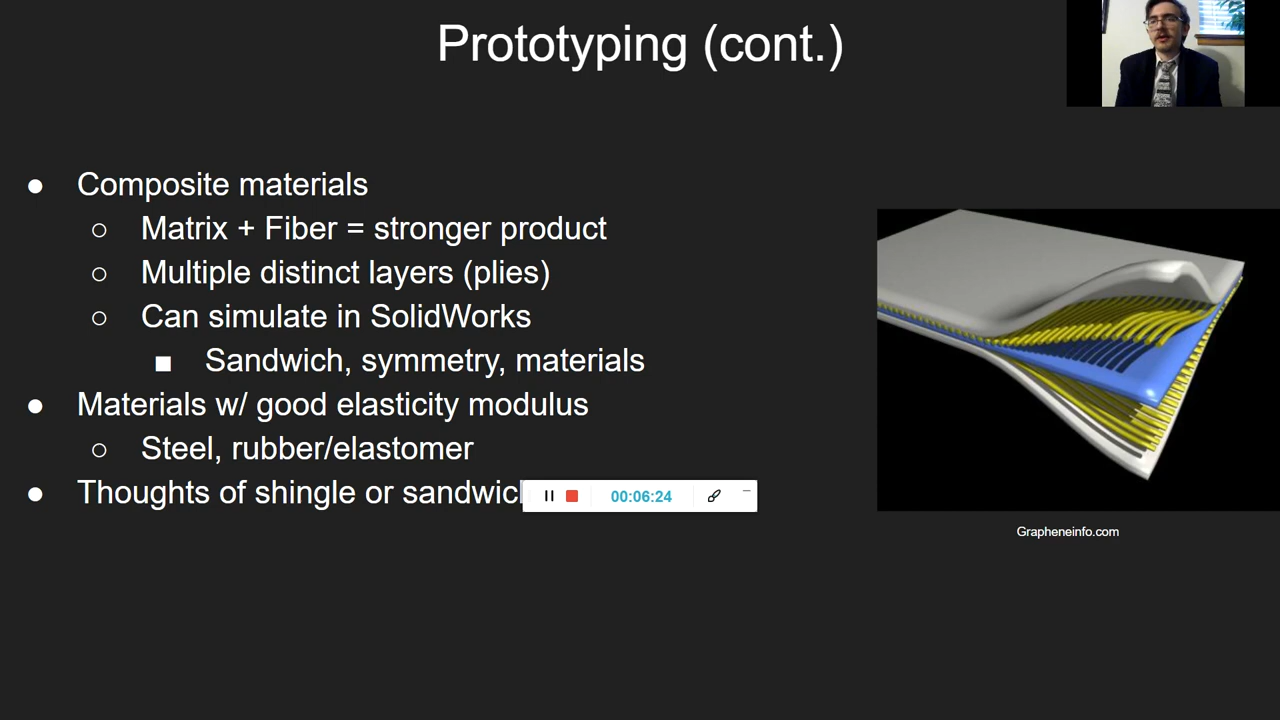 Prototyping (cont.)
● Composite materials
○ Matrix + Fiber = stronger product
○ Multiple distinct layers (plies)
○ Can simulate in SolidWorks
■ Sandwich, symmetry, materials
● Materials w/ good elasticity modulus
○ Steel, rubber/elastomer
● Thoughts of shingle or
00:06:24
Grapheneinfo.com